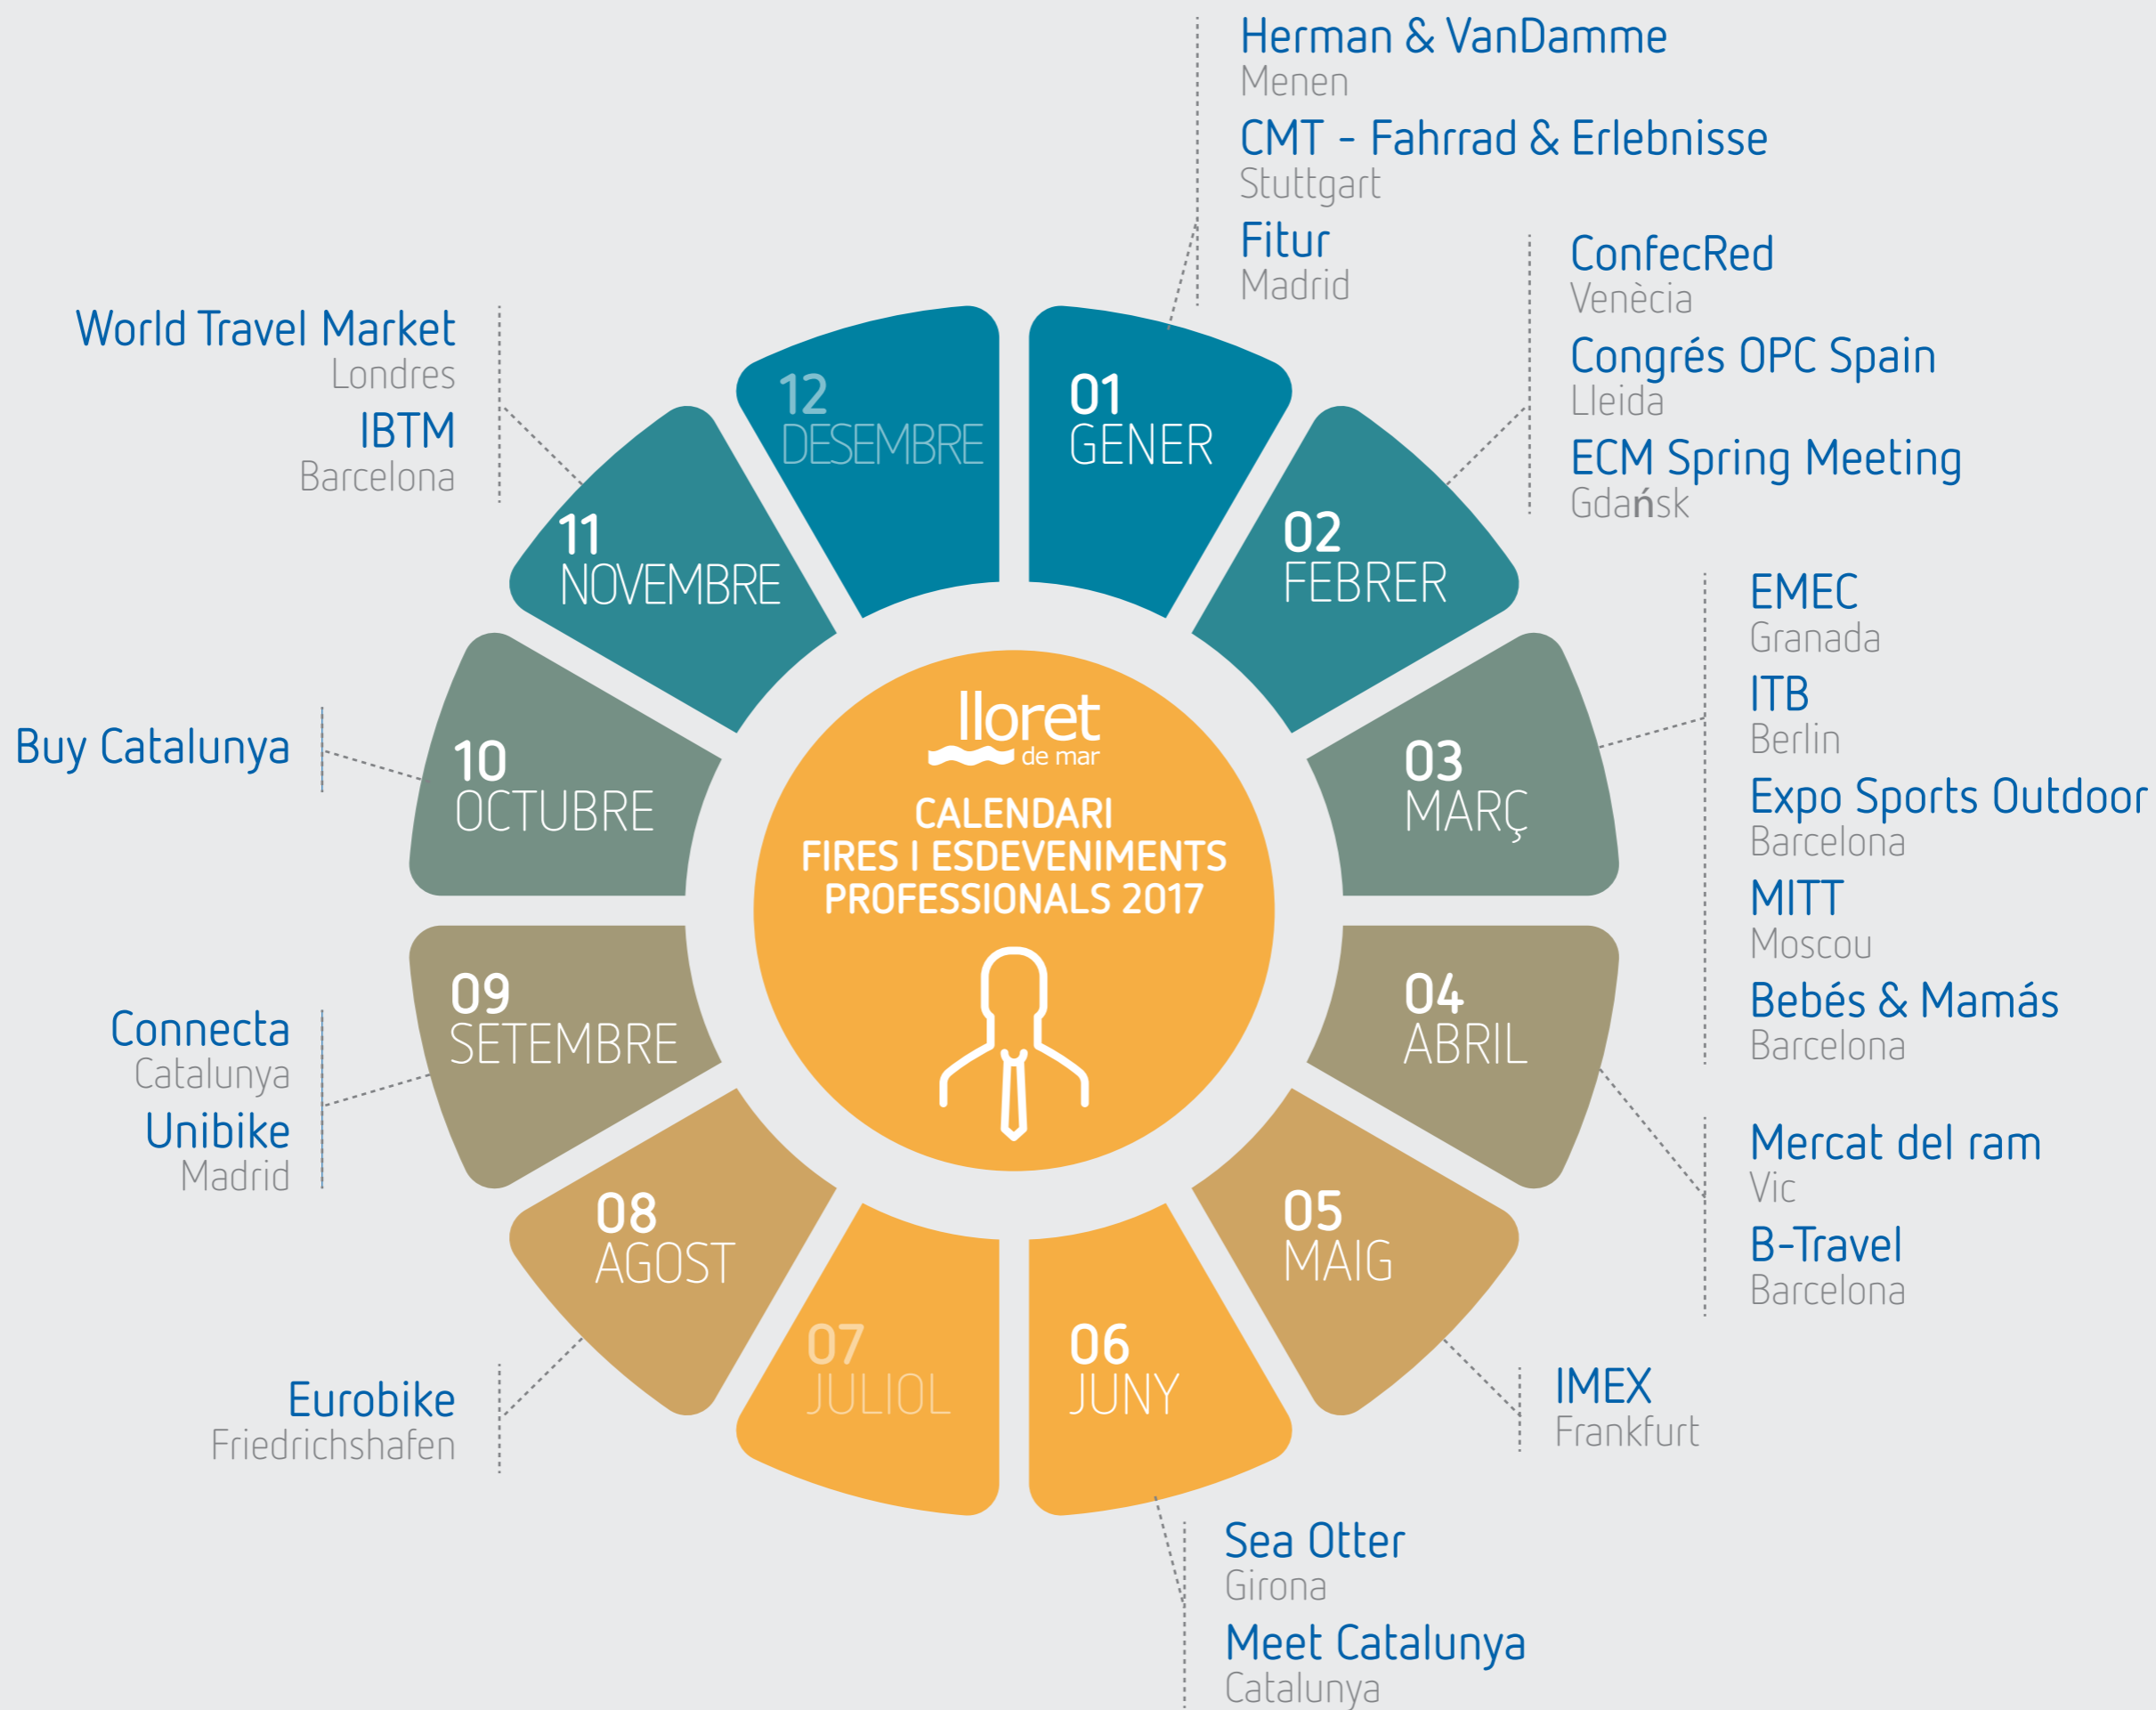 lloret
de mar
CALENDARI
FIRES I ESDEVENIMENTS
PROFESSIONALS 2017
01
GENER
Herman & VanDamme
Menen
CMT - Fahrrad & Erlebnisse
Stuttgart
Fitur
Madrid
02
FEBRER
ConfecRed
Venècia
Congrés OPC Spain
Lleida
ECM Spring Meeting
Gdańsk
03
MARÇ
EMEC
Granada
ITB
Berlin
Expo Sports Outdoor
Barcelona
MITT
Moscou
Bebés & Mamás
Barcelona
04
ABRIL
Mercat del ram
Vic
B-Travel
Barcelona
05
MAIG
IMEX
Frankfurt
06
JUNY
Sea Otter
Girona
Meet Catalunya
Catalunya
07
JULIOL
08
AGOST
Eurobike
Friedrichshafen
09
SETEMBRE
Connecta
Catalunya
Unibike
Madrid
10
OCTUBRE
Buy Catalunya
11
NOVEMBRE
World Travel Market
Londres
IBTM
Barcelona
12
DESEMBRE